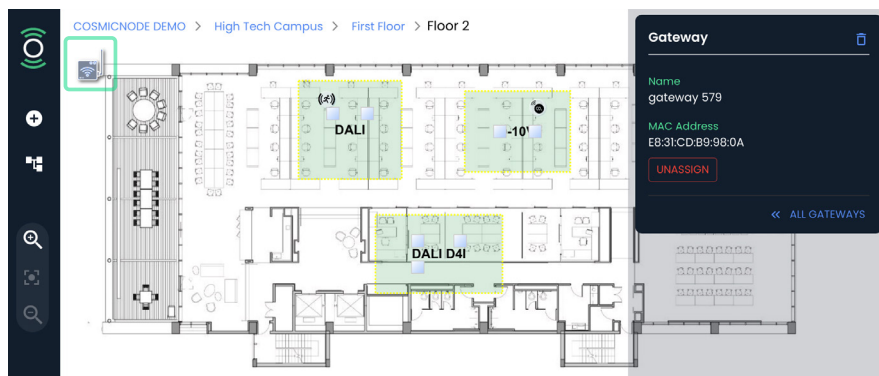 COSMICNODE DEMO > High Tech Campus > First Floor > Floor 2
Gateway
Name
gateway 579
MAC Address
E8:31:CD:B9:98:0A
UNASSIGN
« ALL GATEWAYS
DALI
-10V
DALI D4I